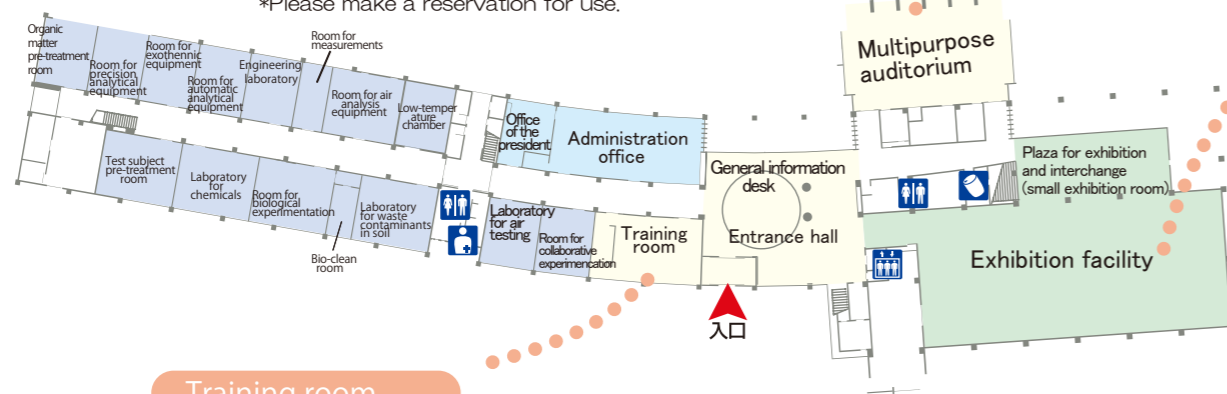 *Please make a reservation for use.
Organic
matter
pre-treatment
room
Room for
precision
analytical
equipment
Room for
exothennic
equipment
Room for
automatic
analytical
equipment
Engineering
laboratory
Room for
measurements
Room for air
analysis
equipment
Low-temper
ature
chamber
Office
of the
president
Administration
office
Multipurpose
auditorium
General information
desk
Entrance hall
Plaza for exhibition
and interchange
(small exhibition room)
Exhibition facility
Test subject
pre-treatment
room
Laboratory
for
chemicals
Room for
biological
experimentation
Bio-clean
room
Laboratory
for waste
contaminants
in soil
Laboratory
for air
testing
Room for
collaborative
experimencation
Training
room
入口
Training room